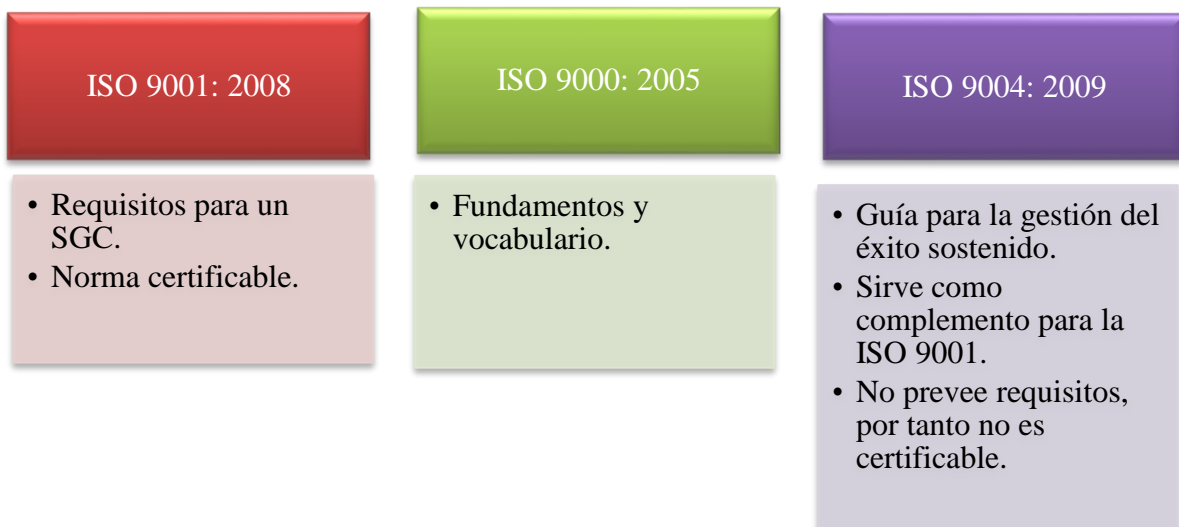 ISO 9001: 2008
• Requisitos para un
SGC.
• Norma certificable.
ISO 9000: 2005
• Fundamentos y
vocabulario.
ISO 9004: 2009
• Guía para la gestión del
éxito sostenido.
• Sirve como
complemento para la
ISO 9001.
• No prevee requisitos,
por tanto no es
certificable.